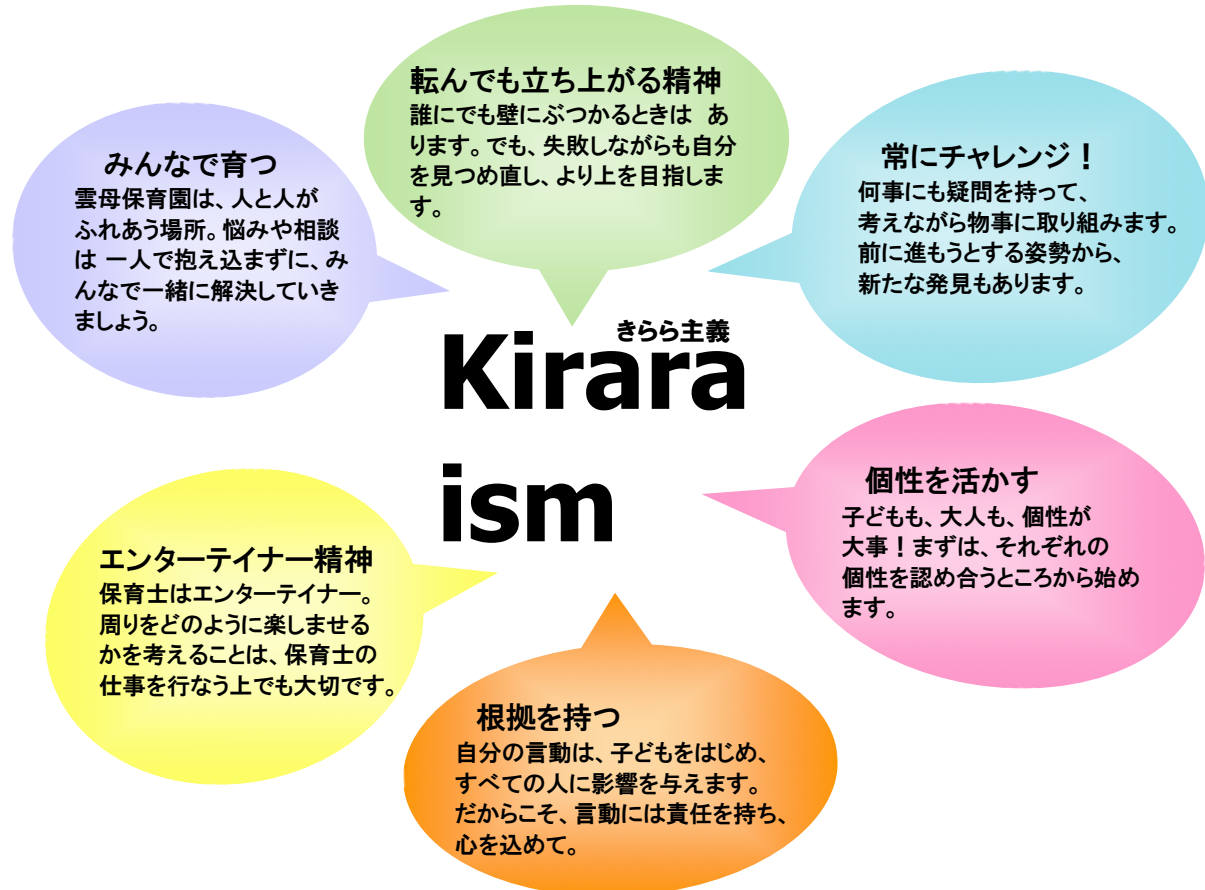 転んでも立ち上がる精神
誰にでも壁にぶつかるときは あ
ります。でも、失敗しながらも自分
を見つめ直し、より上を目指しま
す。
みんなで育つ
雲母保育園は、人と人が
ふれあう場所。悩みや相談
は 一人で抱え込まずに、み
んなで一緒に解決していき
ましょう。
常にチャレンジ！
何事にも疑問を持って、
考えながら物事に取り組みます。
前に進もうとする姿勢から、
新たな発見もあります。
きらら主義
Kirara
ism
個性を活かす
子どもも、大人も、個性が
大事！まずは、それぞれの
個性を認め合うところから始め
ます。
エンターテイナー精神
保育士はエンターテイナー。
周りをどのように楽しませる
かを考えることは、保育士の
仕事を行なう上でも大切です。
根拠を持つ
自分の言動は、子どもをはじめ、
すべての人に影響を与えます。
だからこそ、言動には責任を持ち、
心を込めて。